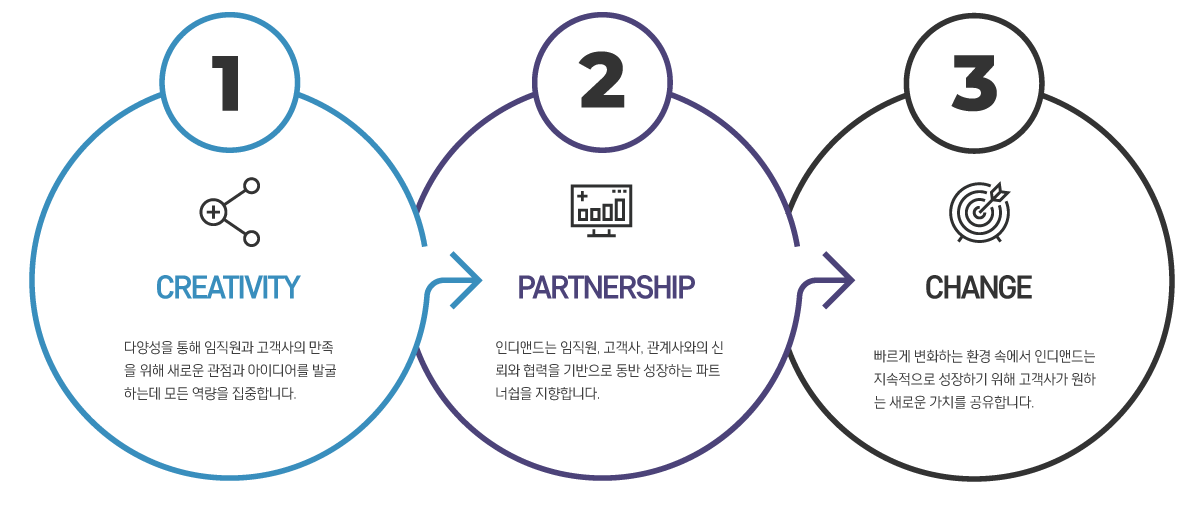 1
CREATIVITY
다양성을 통해 임직원과 고객사의 만족
을 위해 새로운 관점과 아이디어를 발굴
하는데 모든 역량을 집중합니다.
2
PARTNERSHIP
인디앤드는 임직원, 고객사, 관계사와의 신
뢰와 협력을 기반으로 동반 성장하는 파트
너쉽을 지향합니다.
3
CHANGE
빠르게 변화하는 환경 속에서 인디앤드는
지속적으로 성장하기 위해 고객사가 원하
는 새로운 가치를 공유합니다.